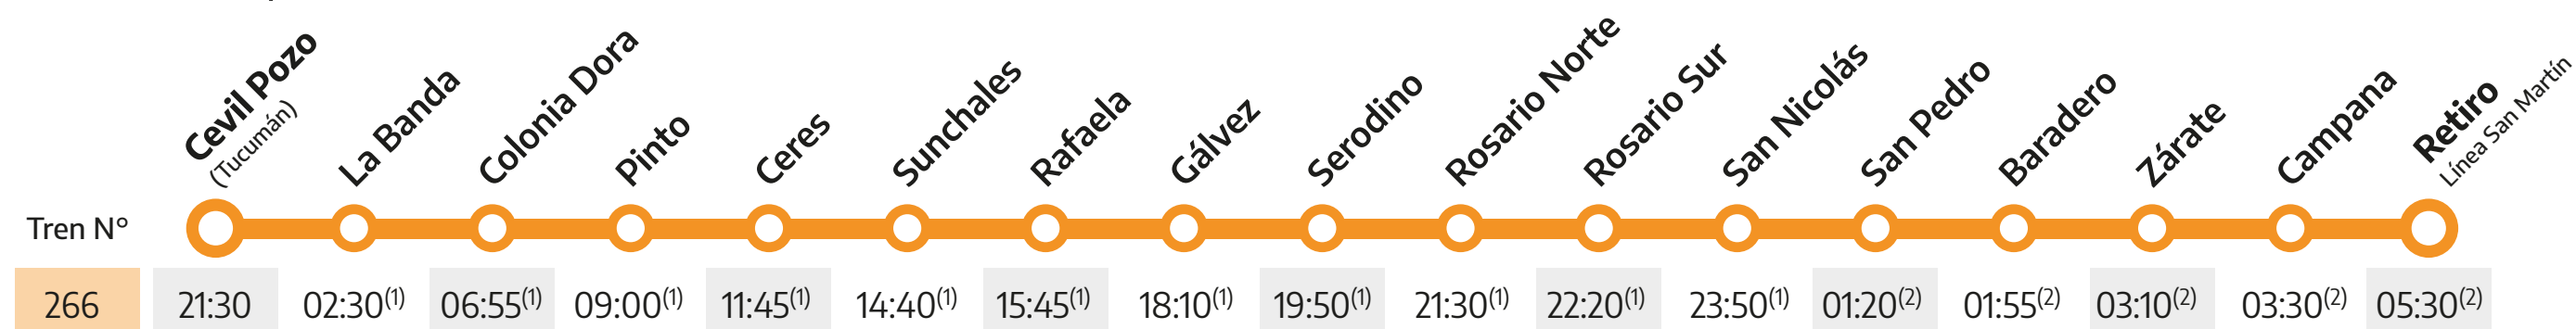 Cevil Pozo
(Tucumán)
La Banda
Colonia Dora
Pinto
Ceres
Sunchales
Rafaela
Gálvez
Serodino
Rosario Norte
Rosario Sur
San Nicolás
San Pedro
Baradero
Zárate
Campana
Retiro
Línea San Martín
Tren N°
266 21:30 02:30(1) 06:55(1) 09:00(1) 11:45(1) 14:40(1) 15:45(1) 18:10(1) 19:50(1) 21:30(1) 22:20(1) 23:50(1) 01:20(2) 01:55(2) 03:10(2) 03:30(2) 05:30(2)